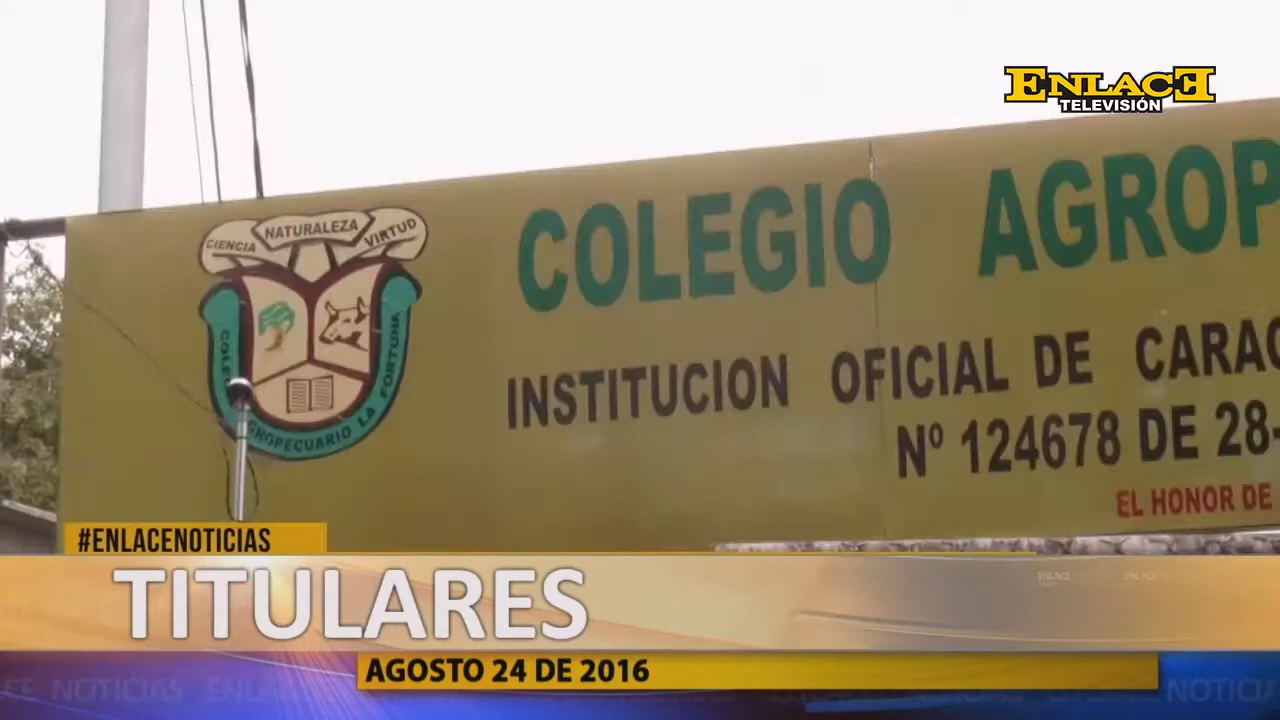 ENLACE
TELEVISIÓN
CIENCIA NATURALEZA VIRTUD
AGROPECUARIO LA FORTUNA
COLEGIO AGROP
INSTITUCION OFICIAL DE CARAC
Nº 124678 DE 28-
EL HONOR DE
#ENLACENOTICIAS
TITULARES
AGOSTO 24 DE 2016
NOTICIAS